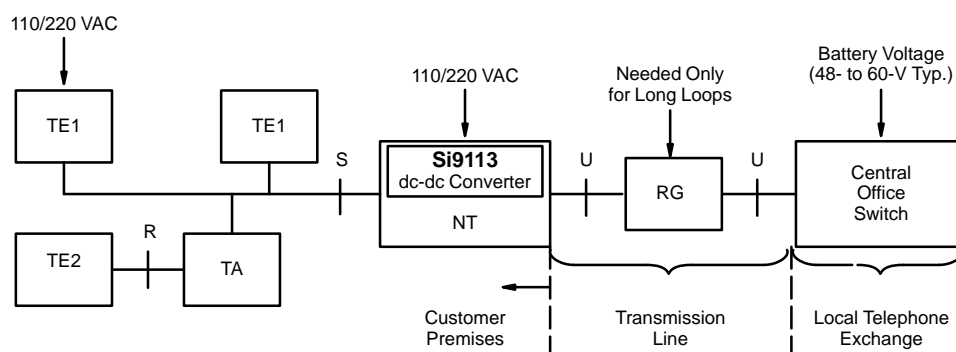 110/220 VAC
TE1
TE1
S
110/220 VAC
Si9113
dc-dc Converter
NT
U
Needed Only
for Long Loops
RG
U
Battery Voltage
(48- to 60-V Typ.)
Central
Office
Switch
TE2
R
TA
Customer
Premises
Transmission
Line
Local Telephone
Exchange